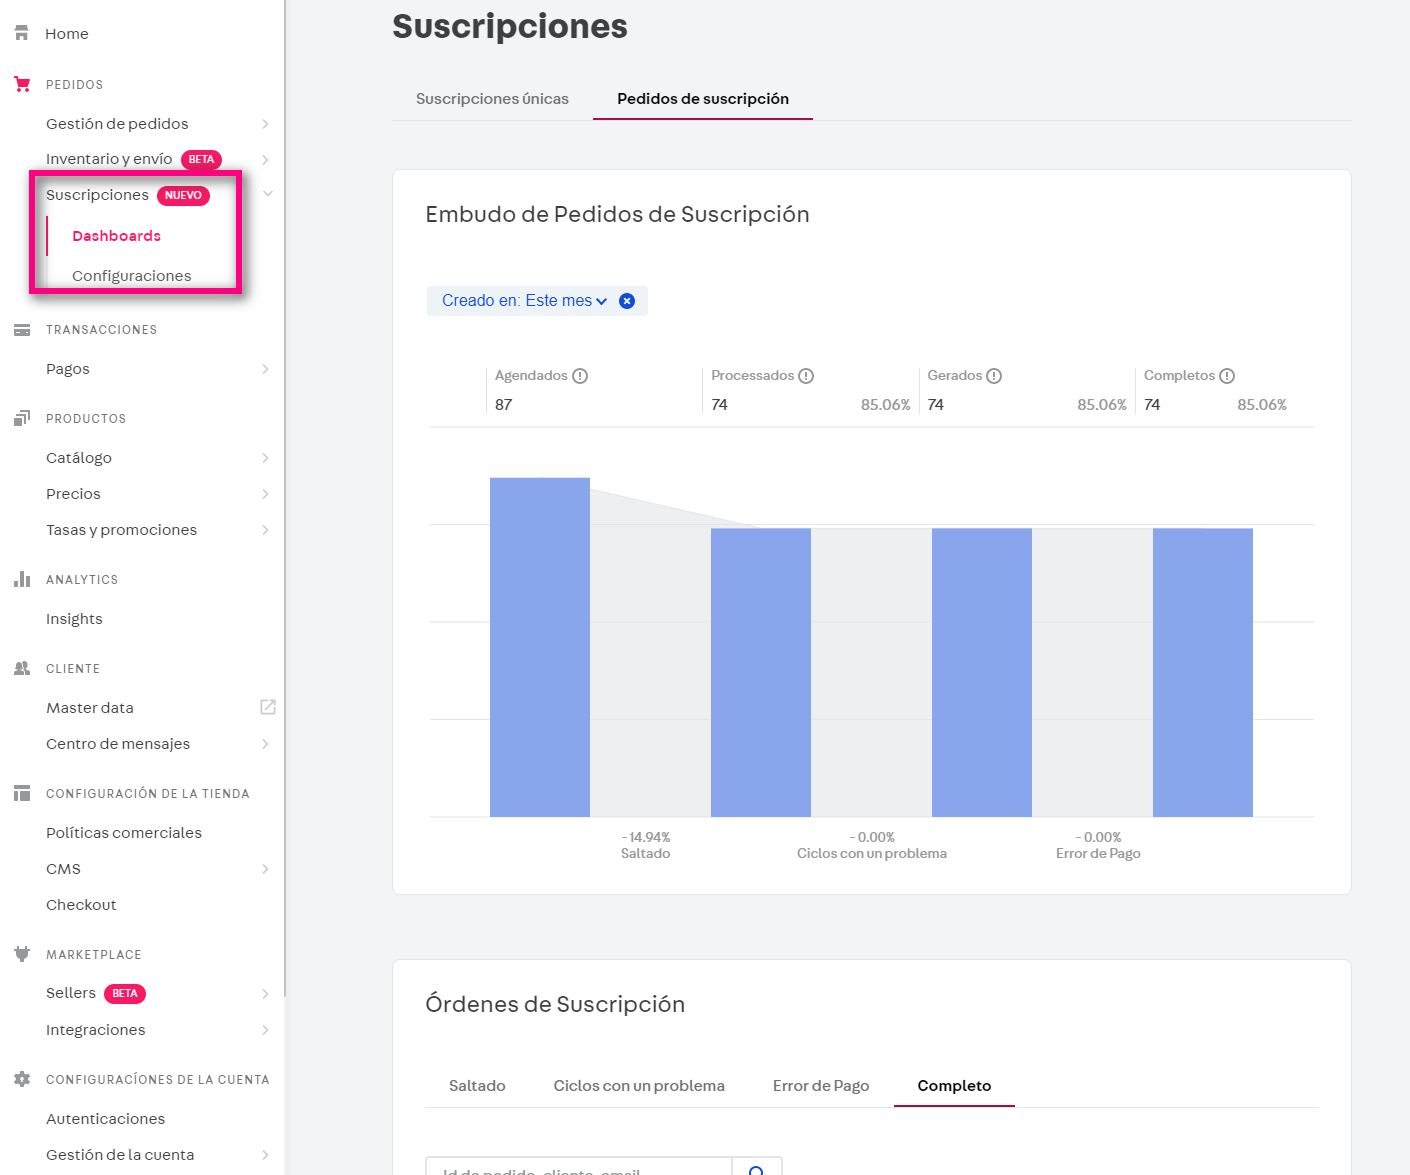 Home
PEDIDOS
Gestión de pedidos
Inventario y envío BETA
Suscripciones NUEVO
Dashboards
Configuraciones
TRANSACCIONES
Pagos
PRODUCTOS
Catálogo
Precios
Tasas y promociones
ANALYTICS
Insights
CLIENTE
Master data
Centro de mensajes
CONFIGURACIÓN DE LA TIENDA
Políticas comerciales
CMS
Checkout
MARKETPLACE
Sellers BETA
Integraciones
CONFIGURACÍONES DE LA CUENTA
Autenticaciones
Gestión de la cuenta
Suscripciones
Suscripciones únicas Pedidos de suscripción
Embudo de Pedidos de Suscripción
Creado en: Este mes
Agendados Processados Gerados Completos
87 74 85.06% 74 85.06% 74 85.06%
- 14.94% - 0.00% - 0.00%
Saltado Ciclos con un problema Error de Pago
Órdenes de Suscripción
Saltado Ciclos con un problema Error de Pago Completo
Id de pedido, cliente, email